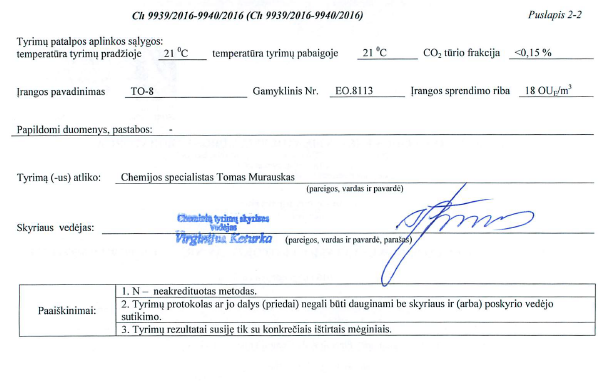 Ch 9939/2016-9940/2016 (Ch 9939/2016-9940/2016) Puslapis 2-2
Tyrimų patalpos aplinkos sąlygos:
temperatūra tyrimų pradžioje 21 ⁰C temperatūra tyrimų pabaigoje 21 ⁰C CO₂ tūrio frakcija <0,15 %
Įrangos pavadinimas TO-8 Gamyklinis Nr. EO.8113 Įrangos sprendimo riba 18 OU_E/m³
Papildomi duomenys, pastabos: -
Tyrimą (-us) atliko: Chemijos specialistas Tomas Murauskas
(pareigos, vardas ir pavardė)
Cheminių tyrimų skyriaus
vedėjas
Skyriaus vedėjas: Virginijus Keturka (pareigos, vardas ir pavardė, parašas)
Paaiškinimai:
1. N – neakredituotas metodas.
2. Tyrimų protokolas ar jo dalys (priedai) negali būti dauginami be skyriaus ir (arba) poskyrio vedėjo
sutikimo.
3. Tyrimų rezultatai susiję tik su konkrečiais ištirtais mėginiais.